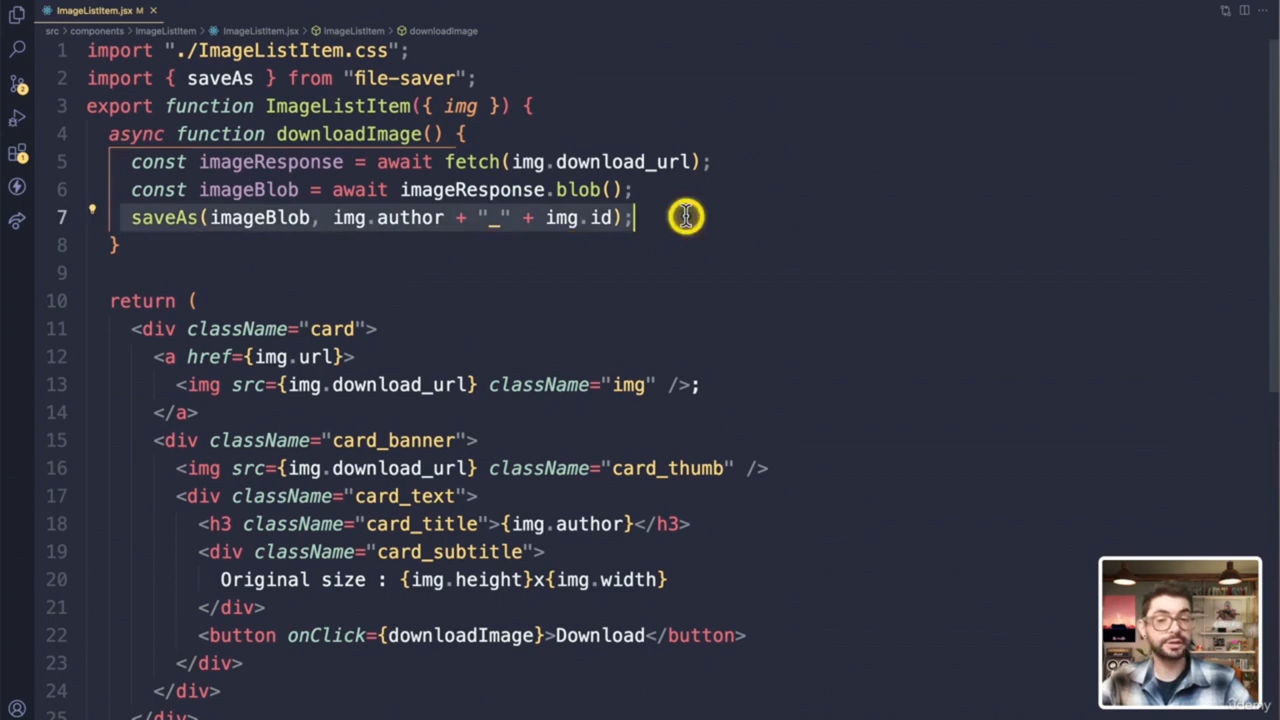 ImageListItem.jsx M
src > components > ImageListItem > ImageListItem.jsx > ImageListItem > downloadImage
1 import "./ImageListItem.css";
2 import { saveAs } from "file-saver";
3 export function ImageListItem({ img }) {
4 async function downloadImage() {
5 const imageResponse = await fetch(img.download_url);
6 const imageBlob = await imageResponse.blob();
7 saveAs(imageBlob, img.author + "_" + img.id);
8 }
9
10 return (
11 <div className="card">
12 <a href={img.url}>
13 <img src={img.download_url} className="img" />;
14 </a>
15 <div className="card_banner">
16 <img src={img.download_url} className="card_thumb" />
17 <div className="card_text">
18 <h3 className="card_title">{img.author}</h3>
19 <div className="card_subtitle">
20 Original size : {img.height}x{img.width}
21 </div>
22 <button onClick={downloadImage}>Download</button>
23 </div>
24 </div>
25 </div>
2
1
udemy